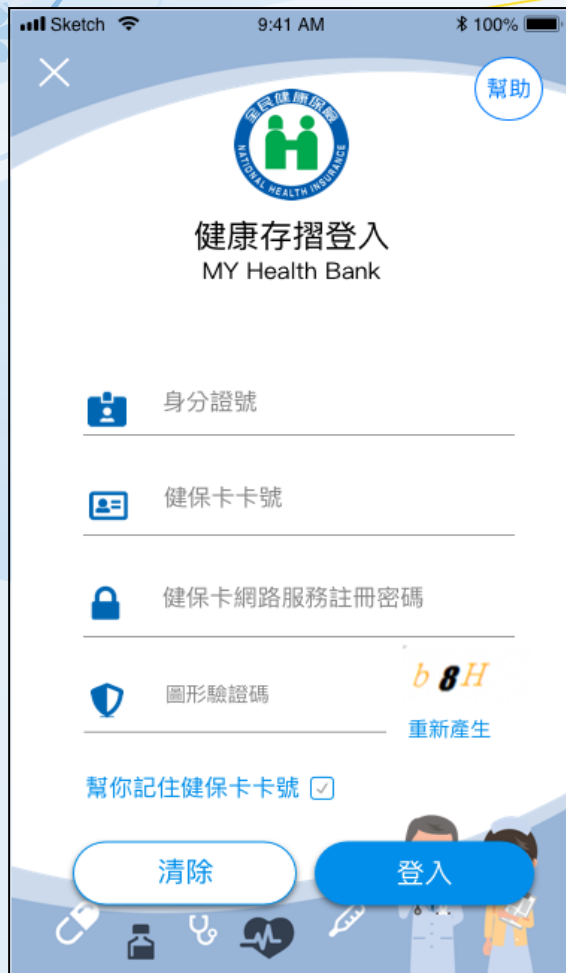 Sketch 9:41 AM 100%
幫助
全民健康保險
NATIONAL HEALTH INSURANCE
健康存摺登入
MY Health Bank
身分證號
健保卡卡號
健保卡網路服務註冊密碼
圖形驗證碼
b8H
重新產生
幫你記住健保卡卡號
清除 登入